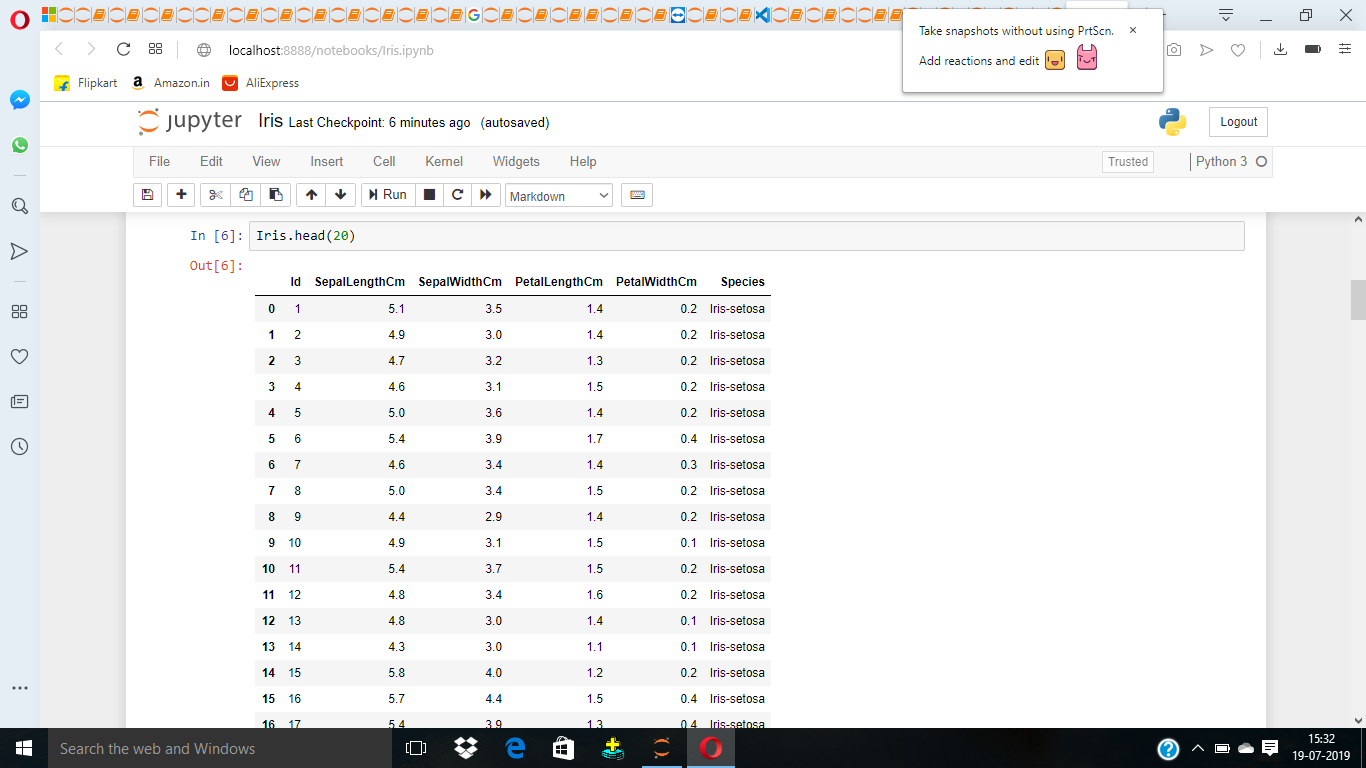 Take snapshots without using PrtScn. ×
Add reactions and edit
localhost:8888/notebooks/Iris.ipynb
Flipkart Amazon.in AliExpress
jupyter Iris Last Checkpoint: 6 minutes ago (autosaved) Logout
File Edit View Insert Cell Kernel Widgets Help Trusted Python 3
Run Markdown
In [6]: Iris.head(20)
Out[6]:
Id SepalLengthCm SepalWidthCm PetalLengthCm PetalWidthCm Species
0 1 5.1 3.5 1.4 0.2 Iris-setosa
1 2 4.9 3.0 1.4 0.2 Iris-setosa
2 3 4.7 3.2 1.3 0.2 Iris-setosa
3 4 4.6 3.1 1.5 0.2 Iris-setosa
4 5 5.0 3.6 1.4 0.2 Iris-setosa
5 6 5.4 3.9 1.7 0.4 Iris-setosa
6 7 4.6 3.4 1.4 0.3 Iris-setosa
7 8 5.0 3.4 1.5 0.2 Iris-setosa
8 9 4.4 2.9 1.4 0.2 Iris-setosa
9 10 4.9 3.1 1.5 0.1 Iris-setosa
10 11 5.4 3.7 1.5 0.2 Iris-setosa
11 12 4.8 3.4 1.6 0.2 Iris-setosa
12 13 4.8 3.0 1.4 0.1 Iris-setosa
13 14 4.3 3.0 1.1 0.1 Iris-setosa
14 15 5.8 4.0 1.2 0.2 Iris-setosa
15 16 5.7 4.4 1.5 0.4 Iris-setosa
16 17 5.4 3.9 1.3 0.4 Iris-setosa
Search the web and Windows
15:32
19-07-2019